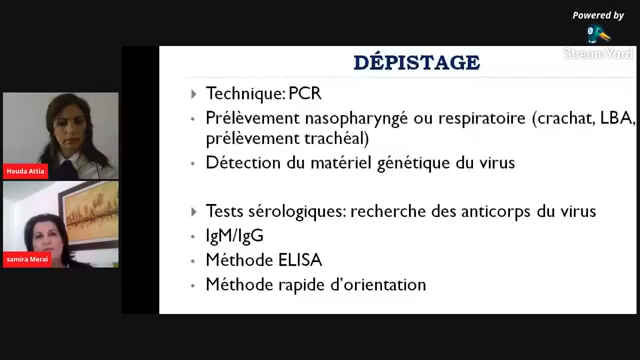 Powered by
StreamYard
DÉPISTAGE
Technique: PCR
Prélèvement nasopharyngé ou respiratoire (crachat, LBA,
prélèvement trachéal)
Détection du matériel génétique du virus
Tests sérologiques: recherche des anticorps du virus
IgM/IgG
Méthode ELISA
Méthode rapide d'orientation
Houda Attia
samira Merai